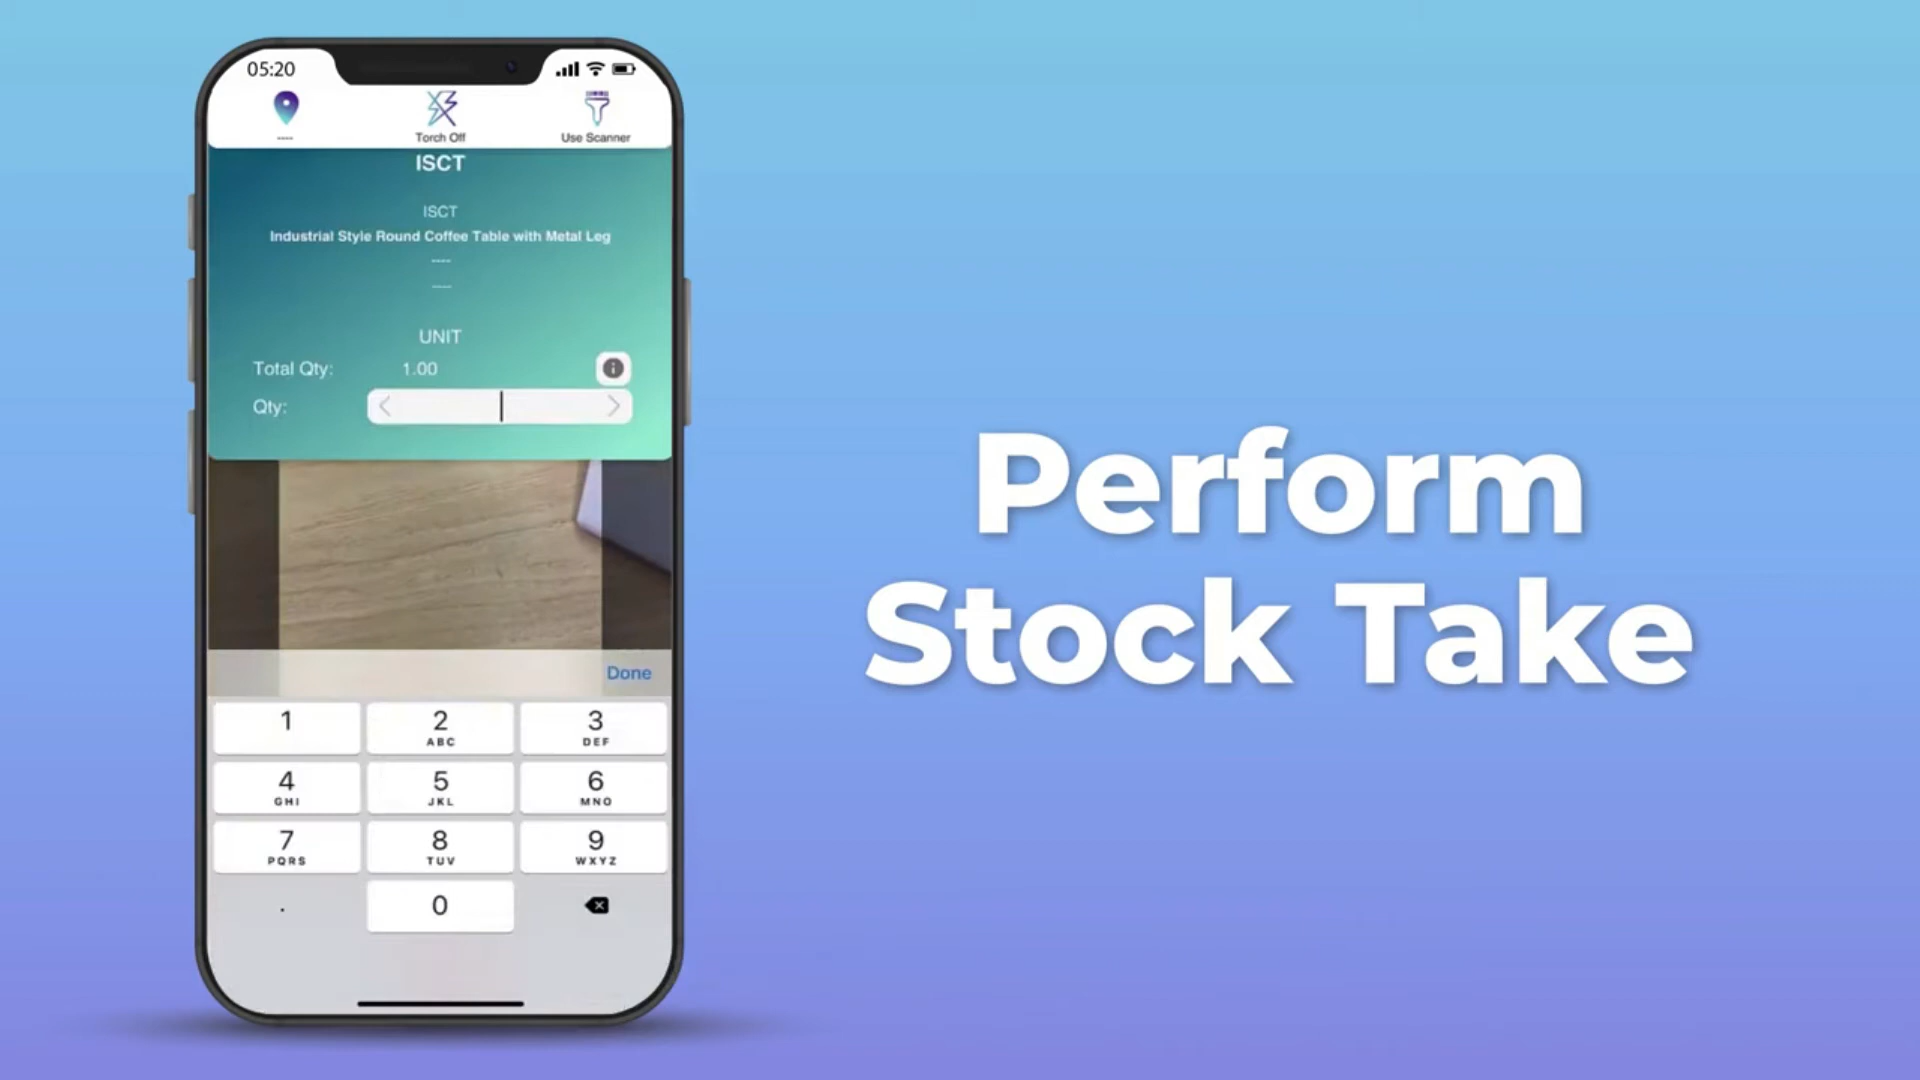 05:20
----
Torch Off
Use Scanner
ISCT
ISCT
Industrial Style Round Coffee Table with Metal Leg
----
----
UNIT
Total Qty: 1.00
Qty:
Done
1
2
ABC
3
DEF
4
GHI
5
JKL
6
MNO
7
PQRS
8
TUV
9
WXYZ
.
0
Perform
Stock Take